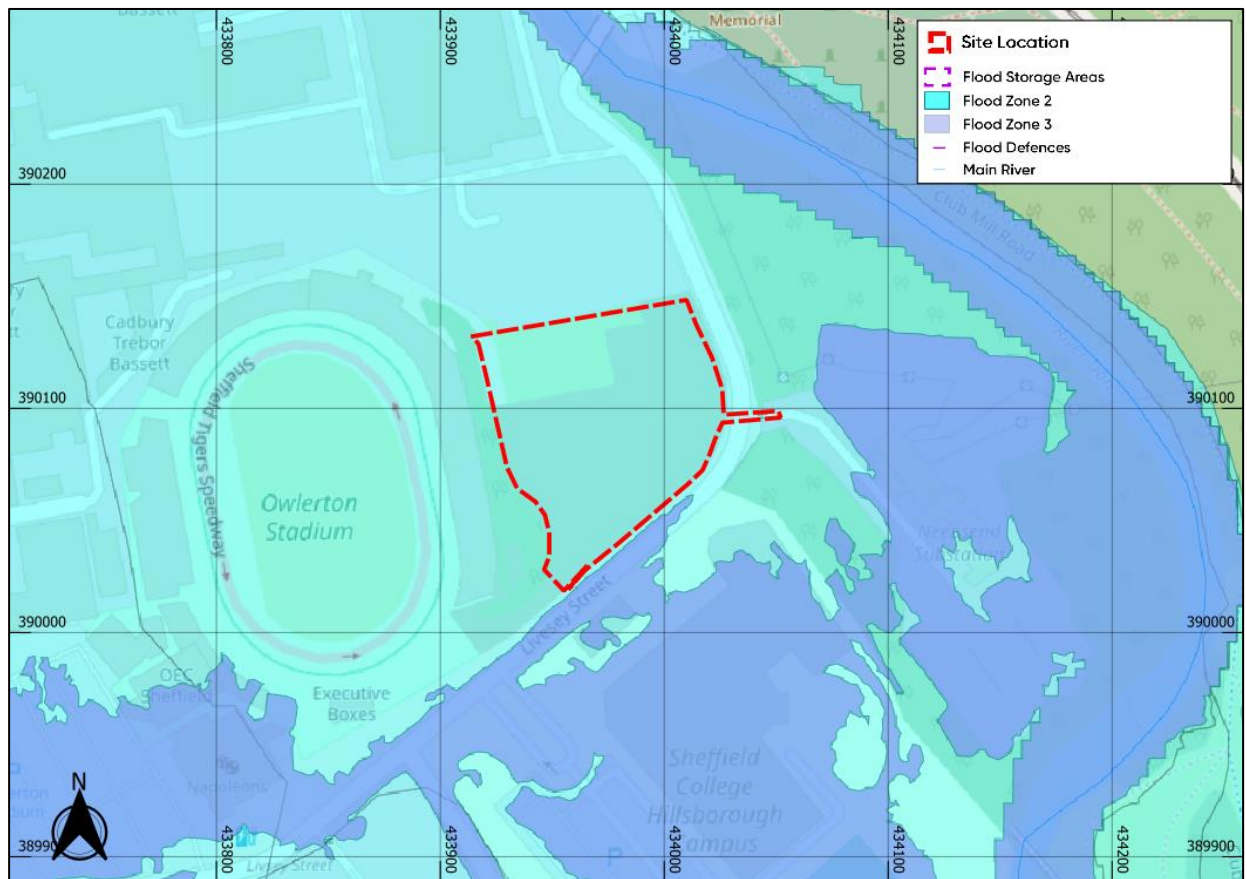 433800
433900
434000
Memorial
434100
Site Location
Flood Storage Areas
Flood Zone 2
Flood Zone 3
Flood Defences
Main River
390200
Club Mill Road
Cadbury
Trebor
Bassett
Sheffield Tigers Speedway
390100
390100
Owlerton
Stadium
Neepsend
Substation
390000
390000
Livesey Street
OEC
Sheffield
Executive
Boxes
Napoleons
Sheffield
College
Hillsborough
Campus
P
N
389900
389900
Livsey Street
433800
433900
434000
434100
434200